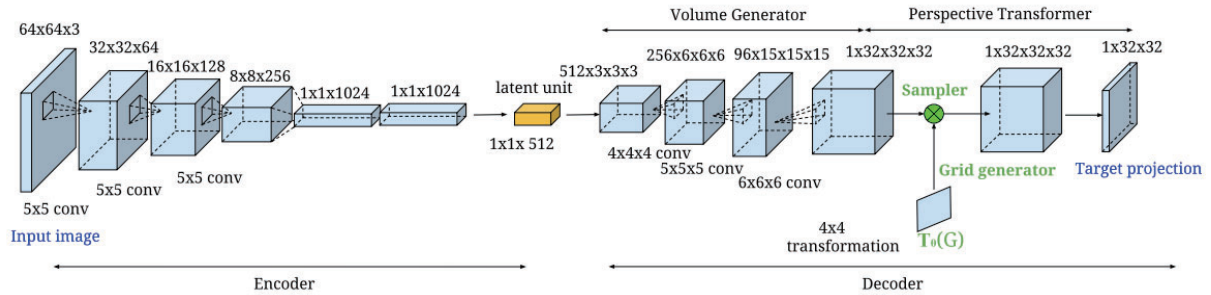 Volume Generator
Perspective Transformer
64x64x3
32x32x64
16x16x128
8x8x256
1x1x1024
1x1x1024
latent unit
1x1x 512
512x3x3x3
256x6x6x6
96x15x15x15
1x32x32x32
1x32x32x32
1x32x32
Sampler
5x5 conv
5x5 conv
5x5 conv
4x4x4 conv
5x5x5 conv
6x6x6 conv
Grid generator
Target projection
Input image
4x4
transformation
T₀(G)
Encoder
Decoder